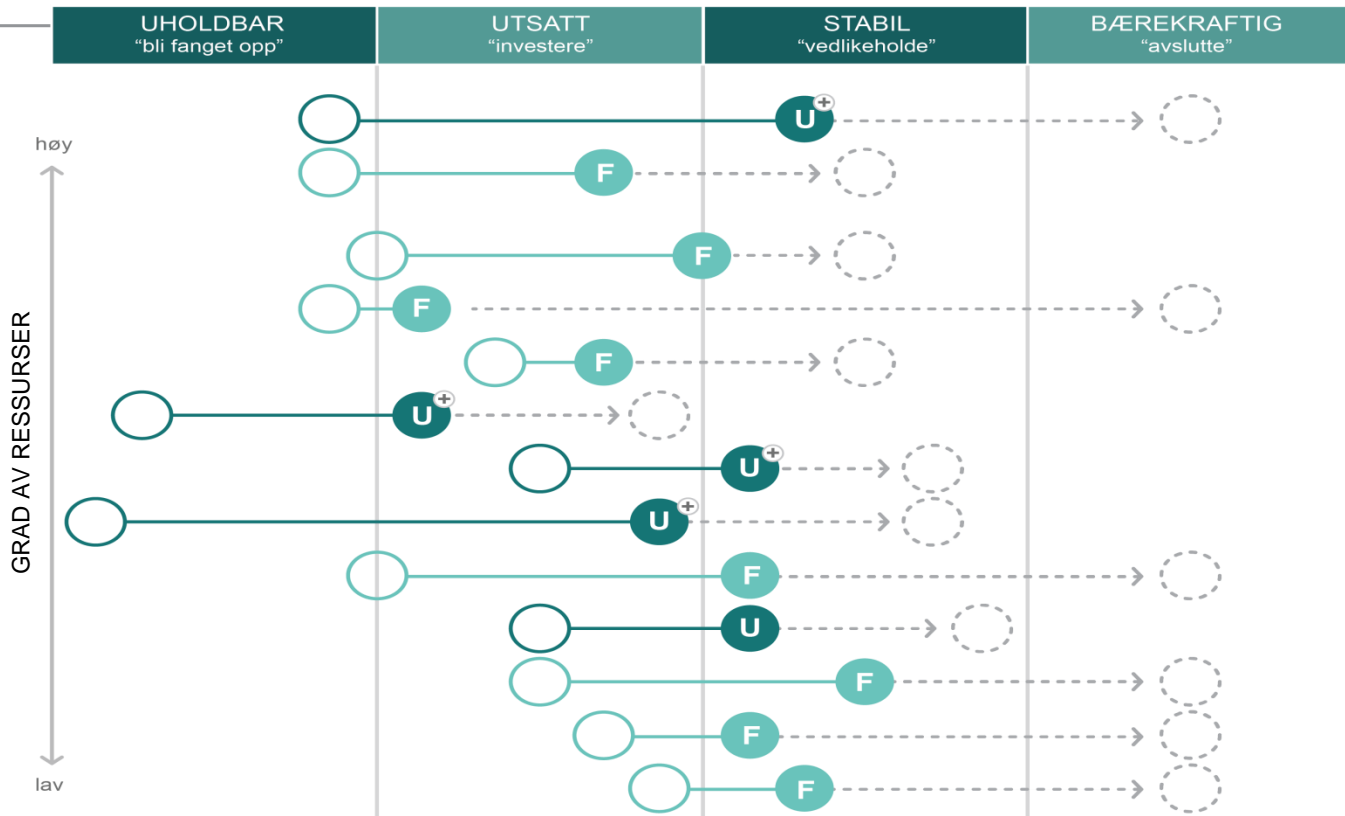 UHOLDBAR
“bli fanget opp”
UTSATT
“investere”
STABIL
“vedlikeholde”
BÆREKRAFTIG
“avslutte”
høy
GRAD AV RESSURSER
lav
U +
F
F
F
F
U +
U +
U +
F
U
F
F
F